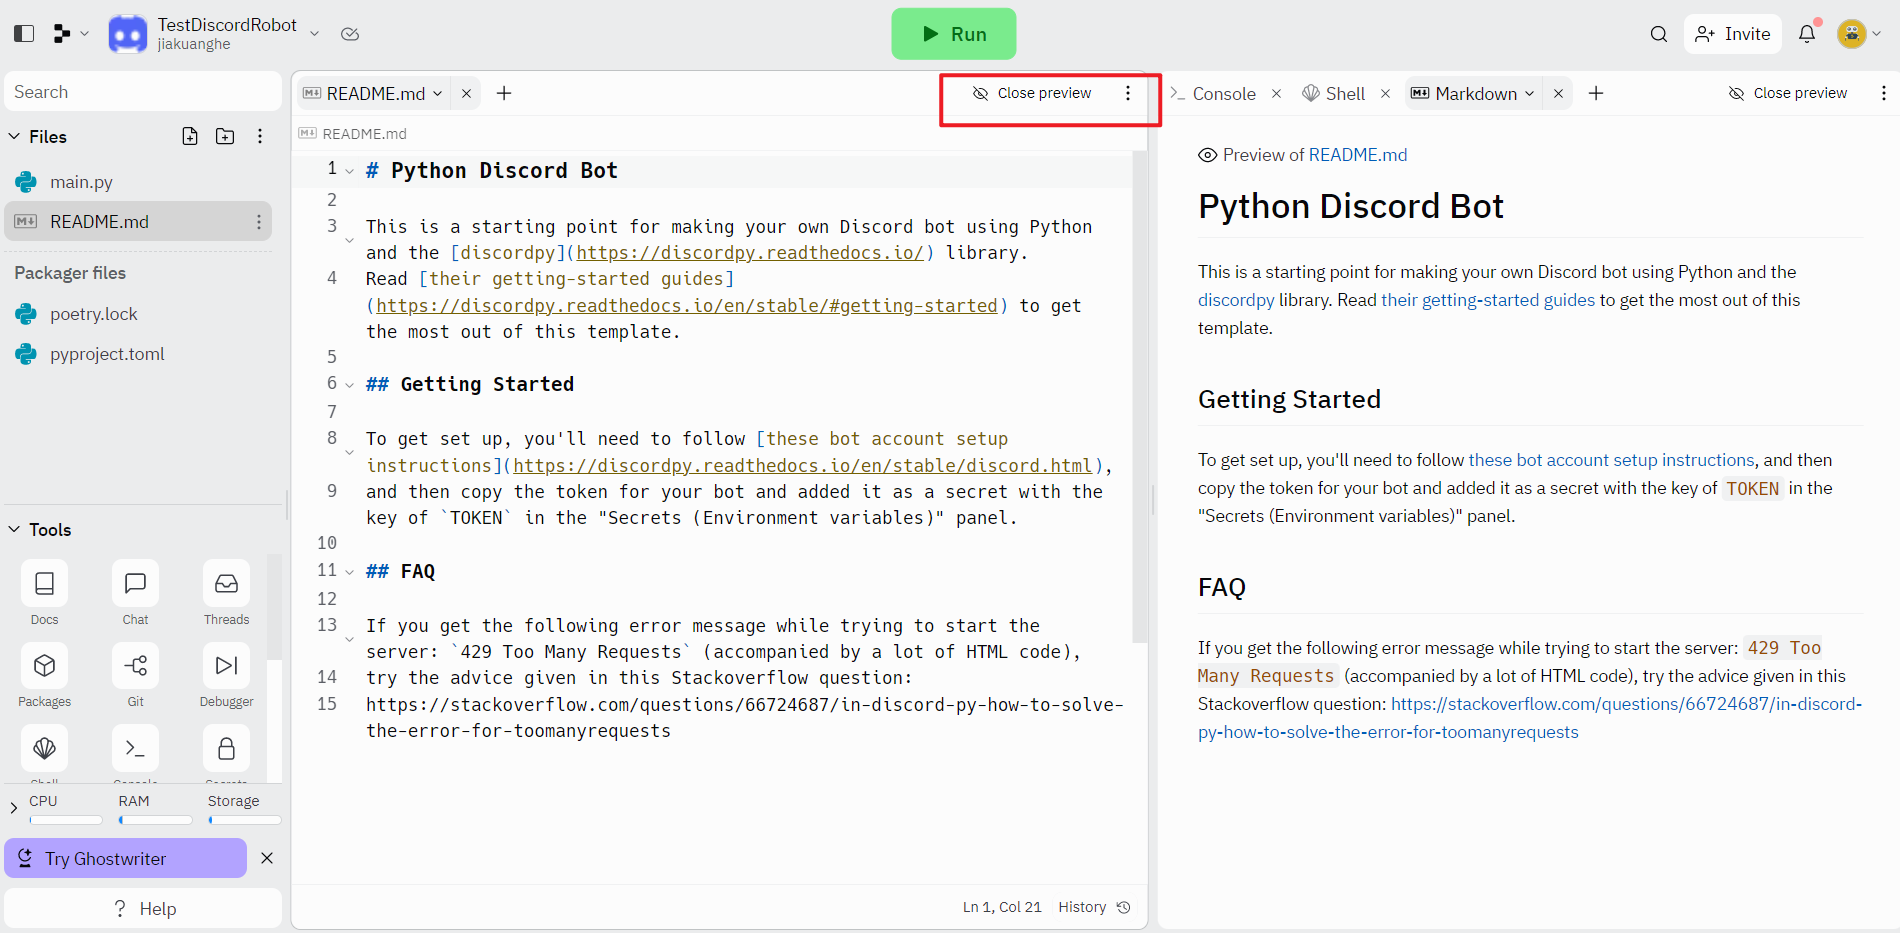 TestDiscordRobot
jiakuanghe
Run
Invite
Search
Files
main.py
README.md
Packager files
poetry.lock
pyproject.toml
Tools
Docs
Chat
Threads
Packages
Git
Debugger
Shell
Console
Secrets
CPU
RAM
Storage
Try Ghostwriter
? Help
README.md
Close preview
README.md
1 # Python Discord Bot
2
3 This is a starting point for making your own Discord bot using Python
and the [discordpy](https://discordpy.readthedocs.io/) library.
4 Read [their getting-started guides]
(https://discordpy.readthedocs.io/en/stable/#getting-started) to get
the most out of this template.
5
6 ## Getting Started
7
8 To get set up, you'll need to follow [these bot account setup
instructions](https://discordpy.readthedocs.io/en/stable/discord.html),
9 and then copy the token for your bot and added it as a secret with the
key of `TOKEN` in the "Secrets (Environment variables)" panel.
10
11 ## FAQ
12
13 If you get the following error message while trying to start the
server: `429 Too Many Requests` (accompanied by a lot of HTML code),
14 try the advice given in this Stackoverflow question:
15 https://stackoverflow.com/questions/66724687/in-discord-py-how-to-solve-
the-error-for-toomanyrequests
Ln 1, Col 21 History
Console
Shell
Markdown
Close preview
Preview of README.md
Python Discord Bot
This is a starting point for making your own Discord bot using Python and the
discordpy library. Read their getting-started guides to get the most out of this
template.
Getting Started
To get set up, you'll need to follow these bot account setup instructions, and then
copy the token for your bot and added it as a secret with the key of TOKEN in the
"Secrets (Environment variables)" panel.
FAQ
If you get the following error message while trying to start the server: 429 Too
Many Requests (accompanied by a lot of HTML code), try the advice given in this
Stackoverflow question: https://stackoverflow.com/questions/66724687/in-discord-
py-how-to-solve-the-error-for-toomanyrequests